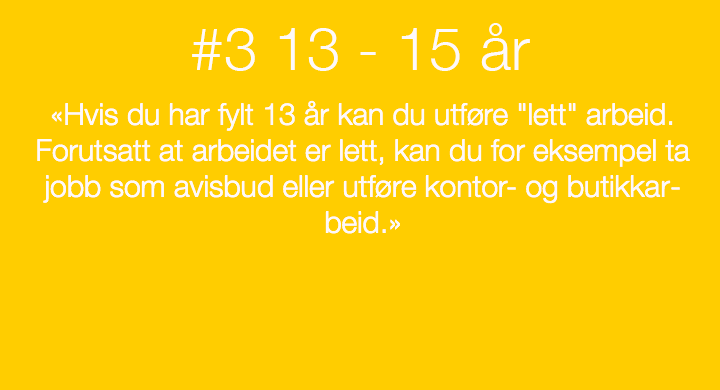 #3 13 - 15 år
«Hvis du har fylt 13 år kan du utføre "lett" arbeid.
Forutsatt at arbeidet er lett, kan du for eksempel ta
jobb som avisbud eller utføre kontor- og butikkar-
beid.»